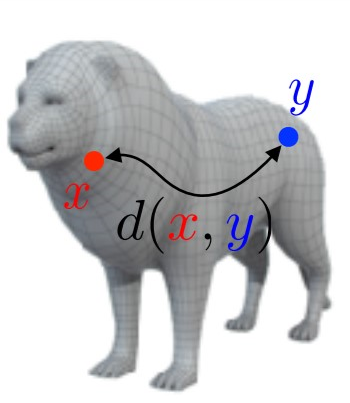 y
x
d(x, y)